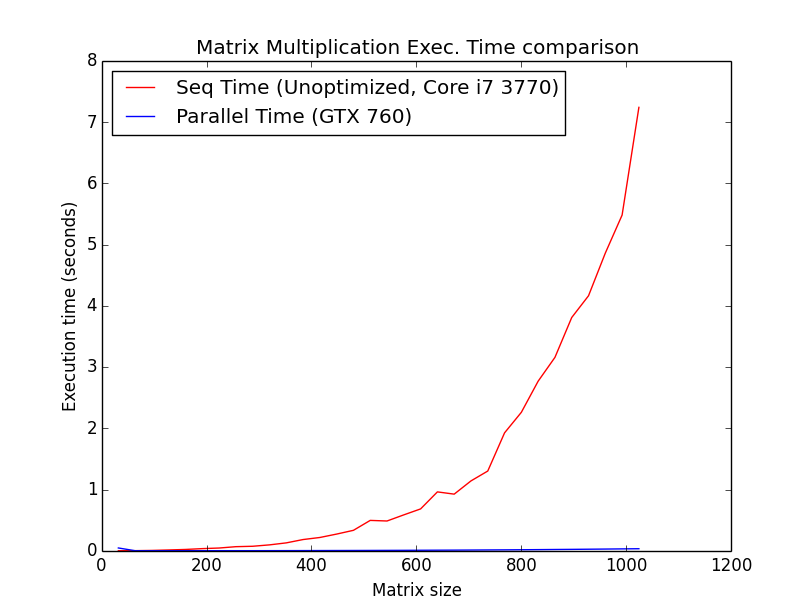 Matrix Multiplication Exec. Time comparison
Seq Time (Unoptimized, Core i7 3770)
Parallel Time (GTX 760)
8
7
6
5
4
3
2
1
0
Execution time (seconds)
0 200 400 600 800 1000 1200
Matrix size